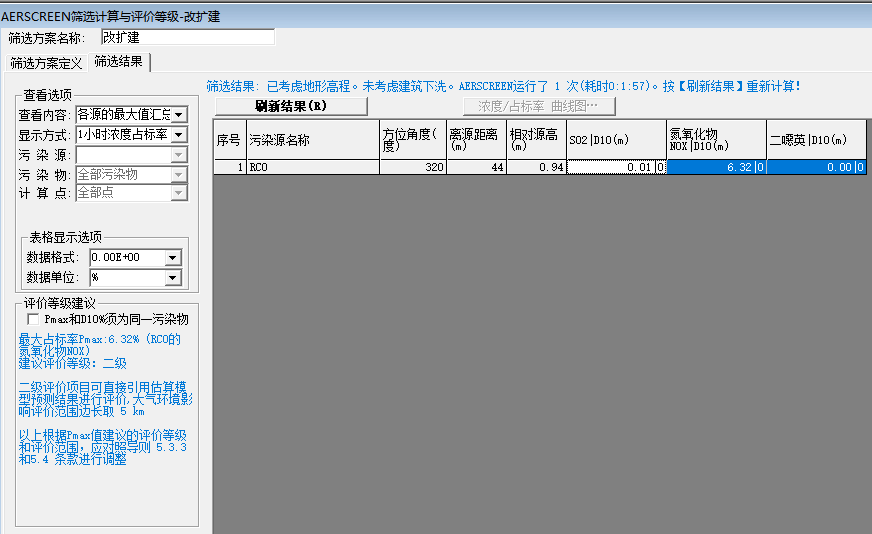 AERSCREEN筛选计算与评价等级-改扩建
筛选方案名称: 改扩建
筛选方案定义 筛选结果
筛选结果: 已考虑地形高程。未考虑建筑下洗。AERSCREEN运行了 1 次(耗时0:1:57)。按【刷新结果】重新计算!
刷新结果(R) 浓度/占标率 曲线图…
查看选项
查看内容: 各源的最大值汇总
显示方式: 1小时浓度占标率
污 染 源:
污 染 物: 全部污染物
计 算 点: 全部点
表格显示选项
数据格式: 0.00E+00
数据单位: %
评价等级建议
Pmax和D10%须为同一污染物
最大占标率Pmax:6.32% (RCO的
氮氧化物NOX)
建议评价等级: 二级
二级评价项目可直接引用估算模
型预测结果进行评价,大气环境影
响评价范围边长取 5 km
以上根据Pmax值建议的评价等级
和评价范围, 应对照导则 5.3.3
和5.4 条款进行调整
序号 污染源名称 方位角度(度) 离源距离(m) 相对源高(m) SO2|D10(m) 氮氧化物NOX|D10(m) 二噁英|D10(m)
1 RCO 320 44 0.94 0.01|0 6.32|0 0.00|0